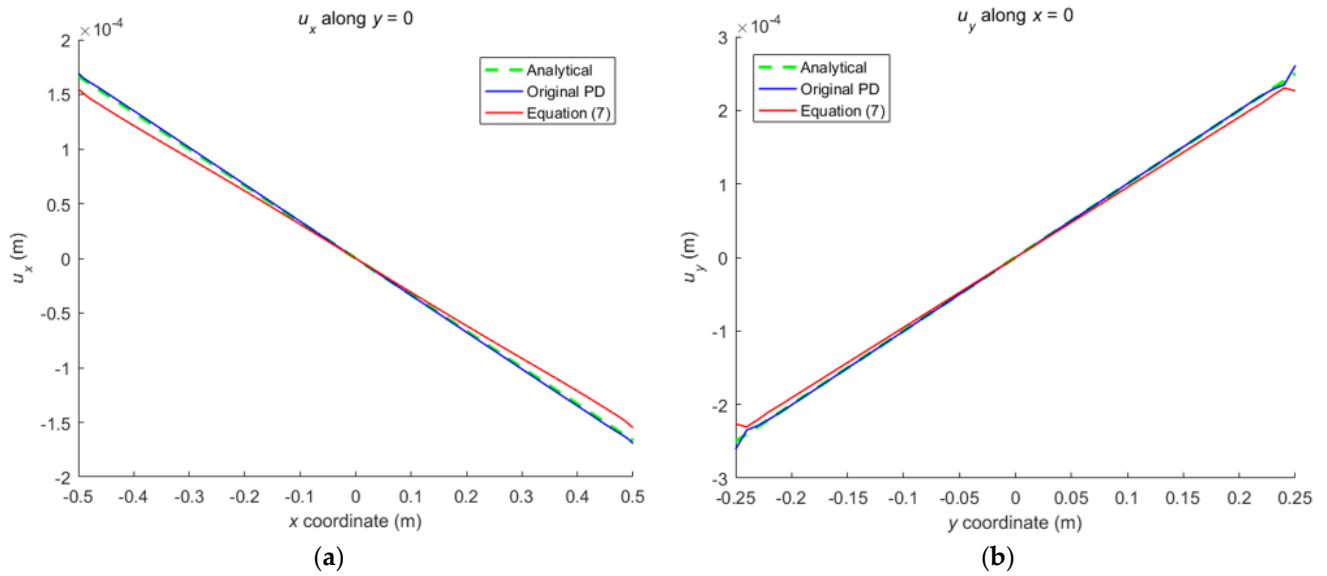 u_x along y = 0
×10⁻⁴
2
1.5
1
0.5
0
-0.5
-1
-1.5
-2
u_x (m)
Analytical
Original PD
Equation (7)
-0.5 -0.4 -0.3 -0.2 -0.1 0 0.1 0.2 0.3 0.4 0.5
x coordinate (m)
(a)
u_y along x = 0
×10⁻⁴
3
2
1
0
-1
-2
-3
u_y (m)
Analytical
Original PD
Equation (7)
-0.25 -0.2 -0.15 -0.1 -0.05 0 0.05 0.1 0.15 0.2 0.25
y coordinate (m)
(b)